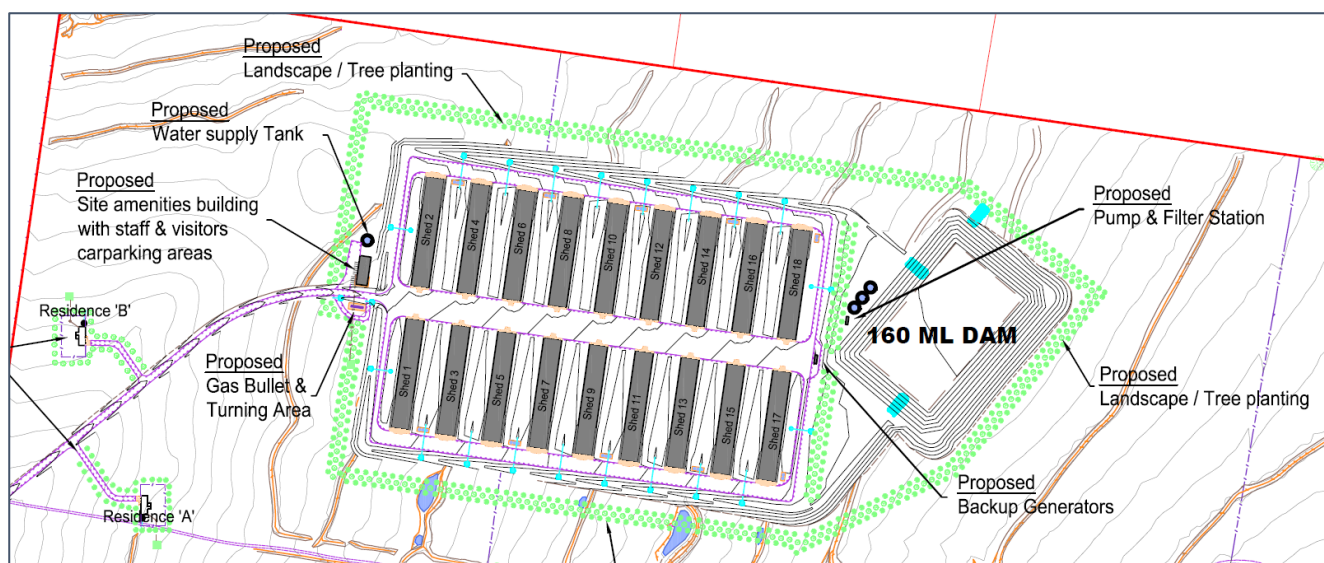 Proposed
Landscape / Tree planting
Proposed
Water supply Tank
Proposed
Site amenities building
with staff & visitors
carparking areas
Proposed
Pump & Filter Station
Shed 2
Shed 4
Shed 6
Shed 8
Shed 10
Shed 12
Shed 14
Shed 16
Shed 18
Residence 'B'
160 ML DAM
Proposed
Gas Bullet &
Turning Area
Shed 1
Shed 3
Shed 5
Shed 7
Shed 9
Shed 11
Shed 13
Shed 15
Shed 17
Proposed
Landscape / Tree planting
Proposed
Backup Generators
Residence 'A'